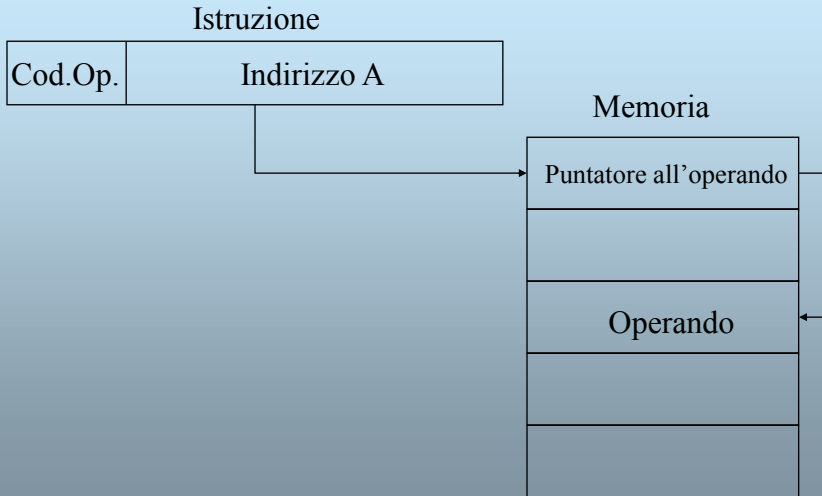 Istruzione
Cod.Op.
Indirizzo A
Memoria
Puntatore all’operando
Operando